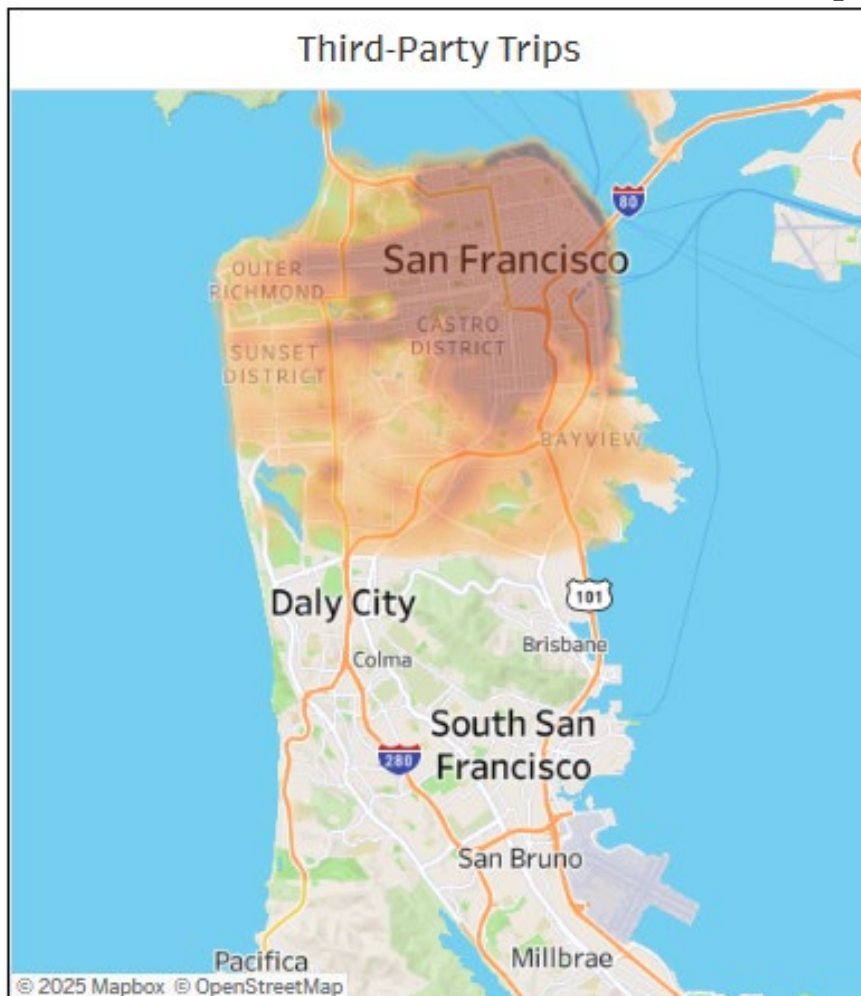 Third-Party Trips
80
San Francisco
OUTER
RICHMOND
CASTRO
DISTRICT
SUNSET
DISTRICT
BAYVIEW
101
Daly City
Brisbane
Colma
South San
Francisco
280
San Bruno
Pacifica
Millbrae
© 2025 Mapbox © OpenStreetMap